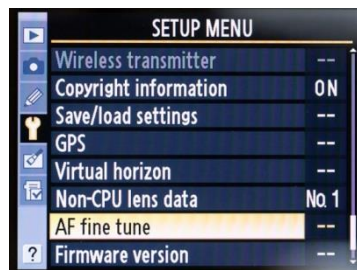 SETUP MENU
Wireless transmitter --
Copyright information ON
Save/load settings --
GPS --
Virtual horizon --
Non-CPU lens data No. 1
AF fine tune --
? Firmware version --